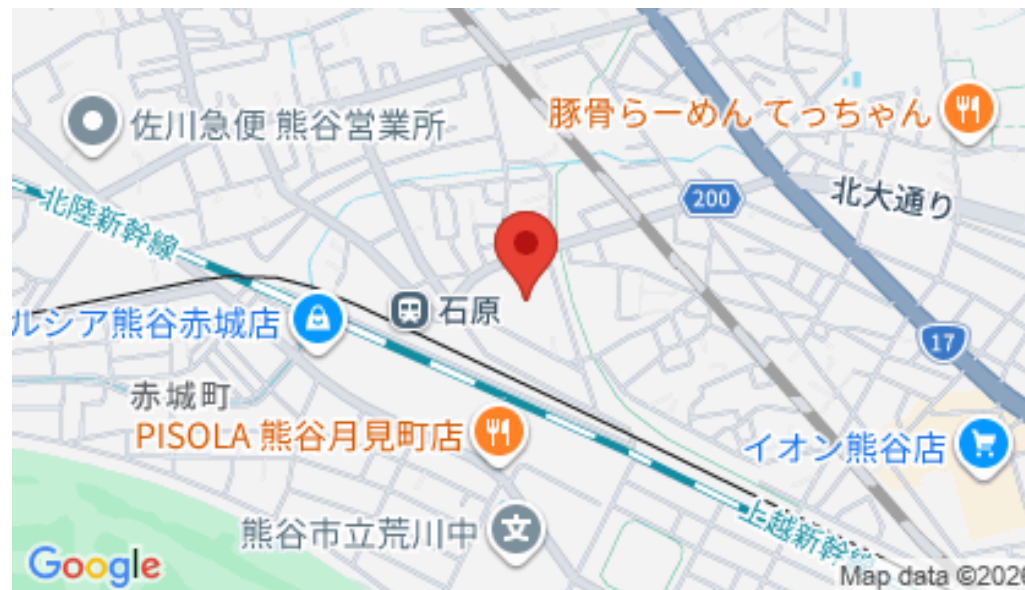 佐川急便 熊谷営業所
豚骨らーめん てっちゃん
北陸新幹線
200
北大通り
石原
ルシア熊谷赤城店
17
赤城町
PISOLA 熊谷月見町店
イオン熊谷店
熊谷市立荒川中
文
上越新幹線
Google
Map data ©2026